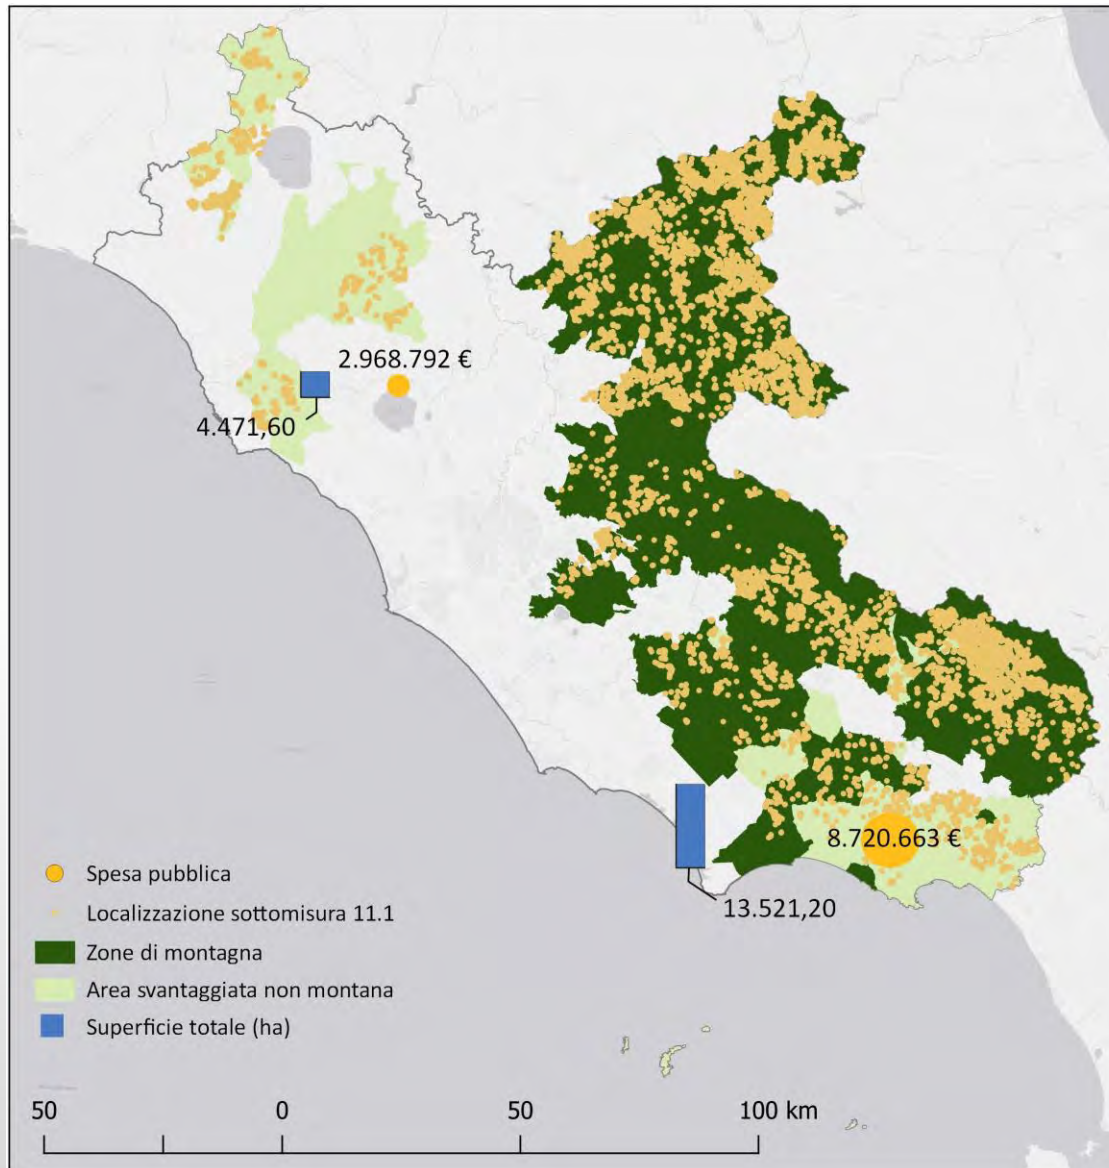 2.968.792 €
4.471,60
8.720.663 €
13.521,20
Spesa pubblica
Localizzazione sottomisura 11.1
Zone di montagna
Area svantaggiata non montana
Superficie totale (ha)
50 0 50 100 km